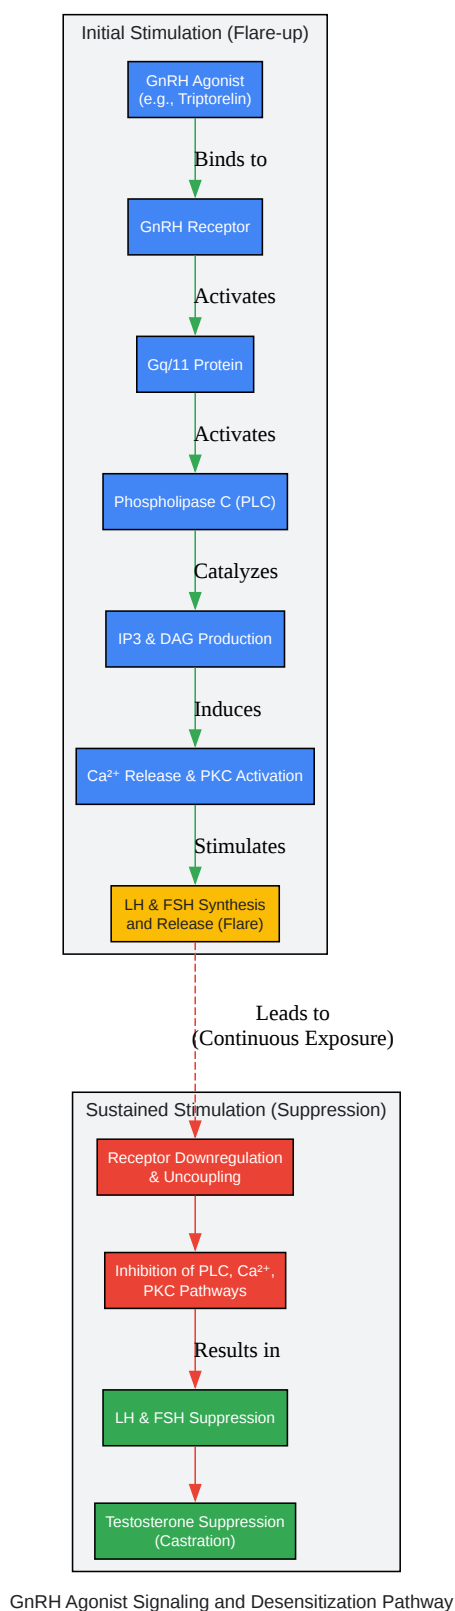 Initial Stimulation (Flare-up)
GnRH Agonist
(e.g., Triptorelin)
Binds to
GnRH Receptor
Activates
Gq/11 Protein
Activates
Phospholipase C (PLC)
Catalyzes
IP3 & DAG Production
Induces
Ca²⁺ Release & PKC Activation
Stimulates
LH & FSH Synthesis
and Release (Flare)
Leads to
(Continuous Exposure)
Sustained Stimulation (Suppression)
Receptor Downregulation
& Uncoupling
Inhibition of PLC, Ca²⁺,
PKC Pathways
Results in
LH & FSH Suppression
Testosterone Suppression
(Castration)
GnRH Agonist Signaling and Desensitization Pathway